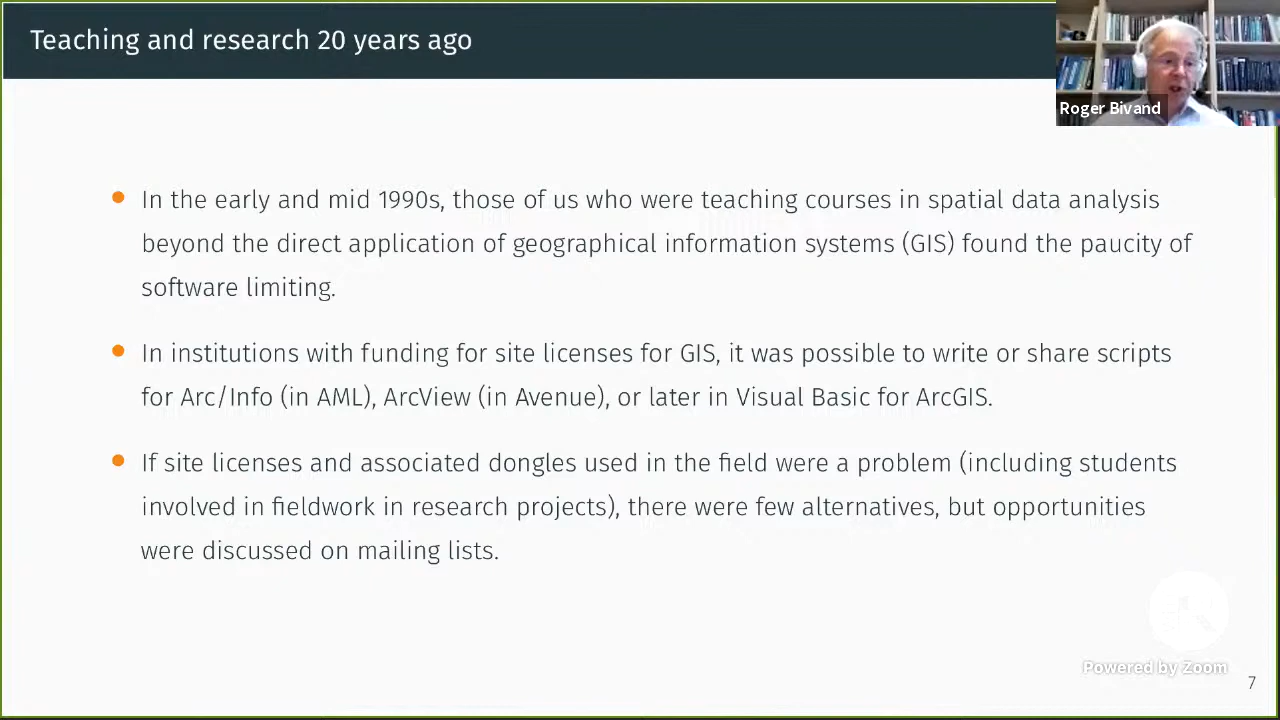 Teaching and research 20 years ago
Roger Bivand
In the early and mid 1990s, those of us who were teaching courses in spatial data analysis
beyond the direct application of geographical information systems (GIS) found the paucity of
software limiting.
In institutions with funding for site licenses for GIS, it was possible to write or share scripts
for Arc/Info (in AML), ArcView (in Avenue), or later in Visual Basic for ArcGIS.
If site licenses and associated dongles used in the field were a problem (including students
involved in fieldwork in research projects), there were few alternatives, but opportunities
were discussed on mailing lists.
Powered by Zoom
7